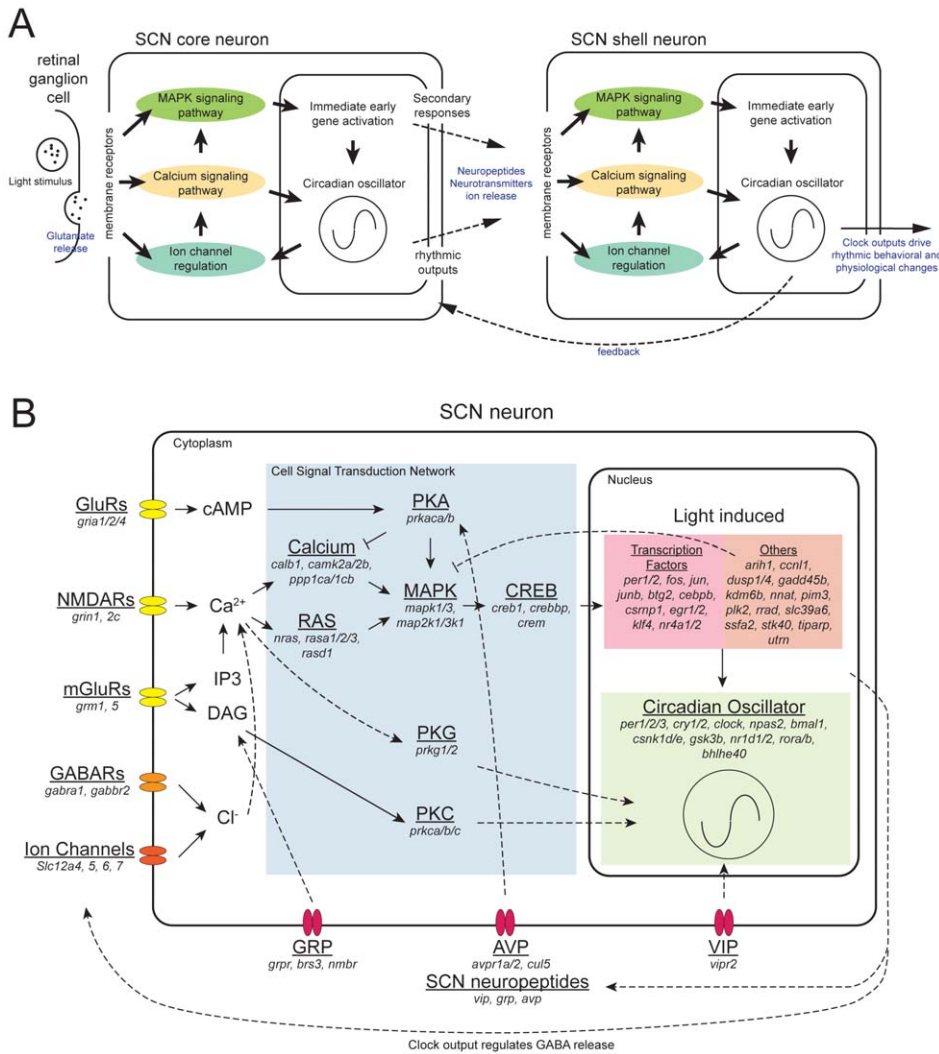 A
SCN core neuron
SCN shell neuron
retinal
ganglion
cell
Light stimulus
Glutamate
release
membrane receptors
MAPK signaling
pathway
Calcium signaling
pathway
Ion channel
regulation
Immediate early
gene activation
Circadian oscillator
Secondary
responses
Neuropeptides
Neurotransmitters
ion release
rhythmic
outputs
membrane receptors
MAPK signaling
pathway
Calcium signaling
pathway
Ion channel
regulation
Immediate early
gene activation
Circadian oscillator
Clock outputs drive
rhythmic behavioral and
physiological changes
feedback
B
SCN neuron
Cytoplasm
Cell Signal Transduction Network
Nucleus
GluRs
gria1/2/4
cAMP
PKA
prkaca/b
Light induced
Calcium
calb1, camk2a/2b,
ppp1ca/1cb
Transcription
Factors
per1/2, fos, jun,
junb, btg2, cebpb,
csrnp1, egr1/2,
klf4, nr4a1/2
Others
arih1, ccnl1,
dusp1/4, gadd45b,
kdm6b, nnat, pim3,
plk2, rrad, slc39a6,
ssfa2, stk40, tiparp,
utrn
NMDARs
grin1, 2c
Ca2+
MAPK
mapk1/3,
map2k1/3k1
CREB
creb1, crebbp,
crem
RAS
nras, rasa1/2/3,
rasd1
mGluRs
grm1, 5
IP3
DAG
PKG
prkg1/2
Circadian Oscillator
per1/2/3, cry1/2, clock, npas2, bmal1,
csnk1d/e, gsk3b, nr1d1/2, rora/b,
bhlhe40
GABARs
gabra1, gabbr2
Cl-
PKC
prkca/b/c
Ion Channels
Slc12a4, 5, 6, 7
GRP
grpr, brs3, nmbr
AVP
avpr1a/2, cul5
VIP
vipr2
SCN neuropeptides
vip, grp, avp
Clock output regulates GABA release